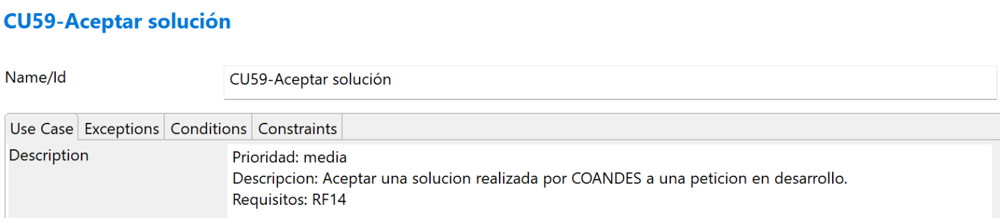 CU59-Aceptar solución
Name/Id
CU59-Aceptar solución
Use Case Exceptions Conditions Constraints
Description
Prioridad: media
Descripcion: Aceptar una solucion realizada por COANDES a una peticion en desarrollo.
Requisitos: RF14